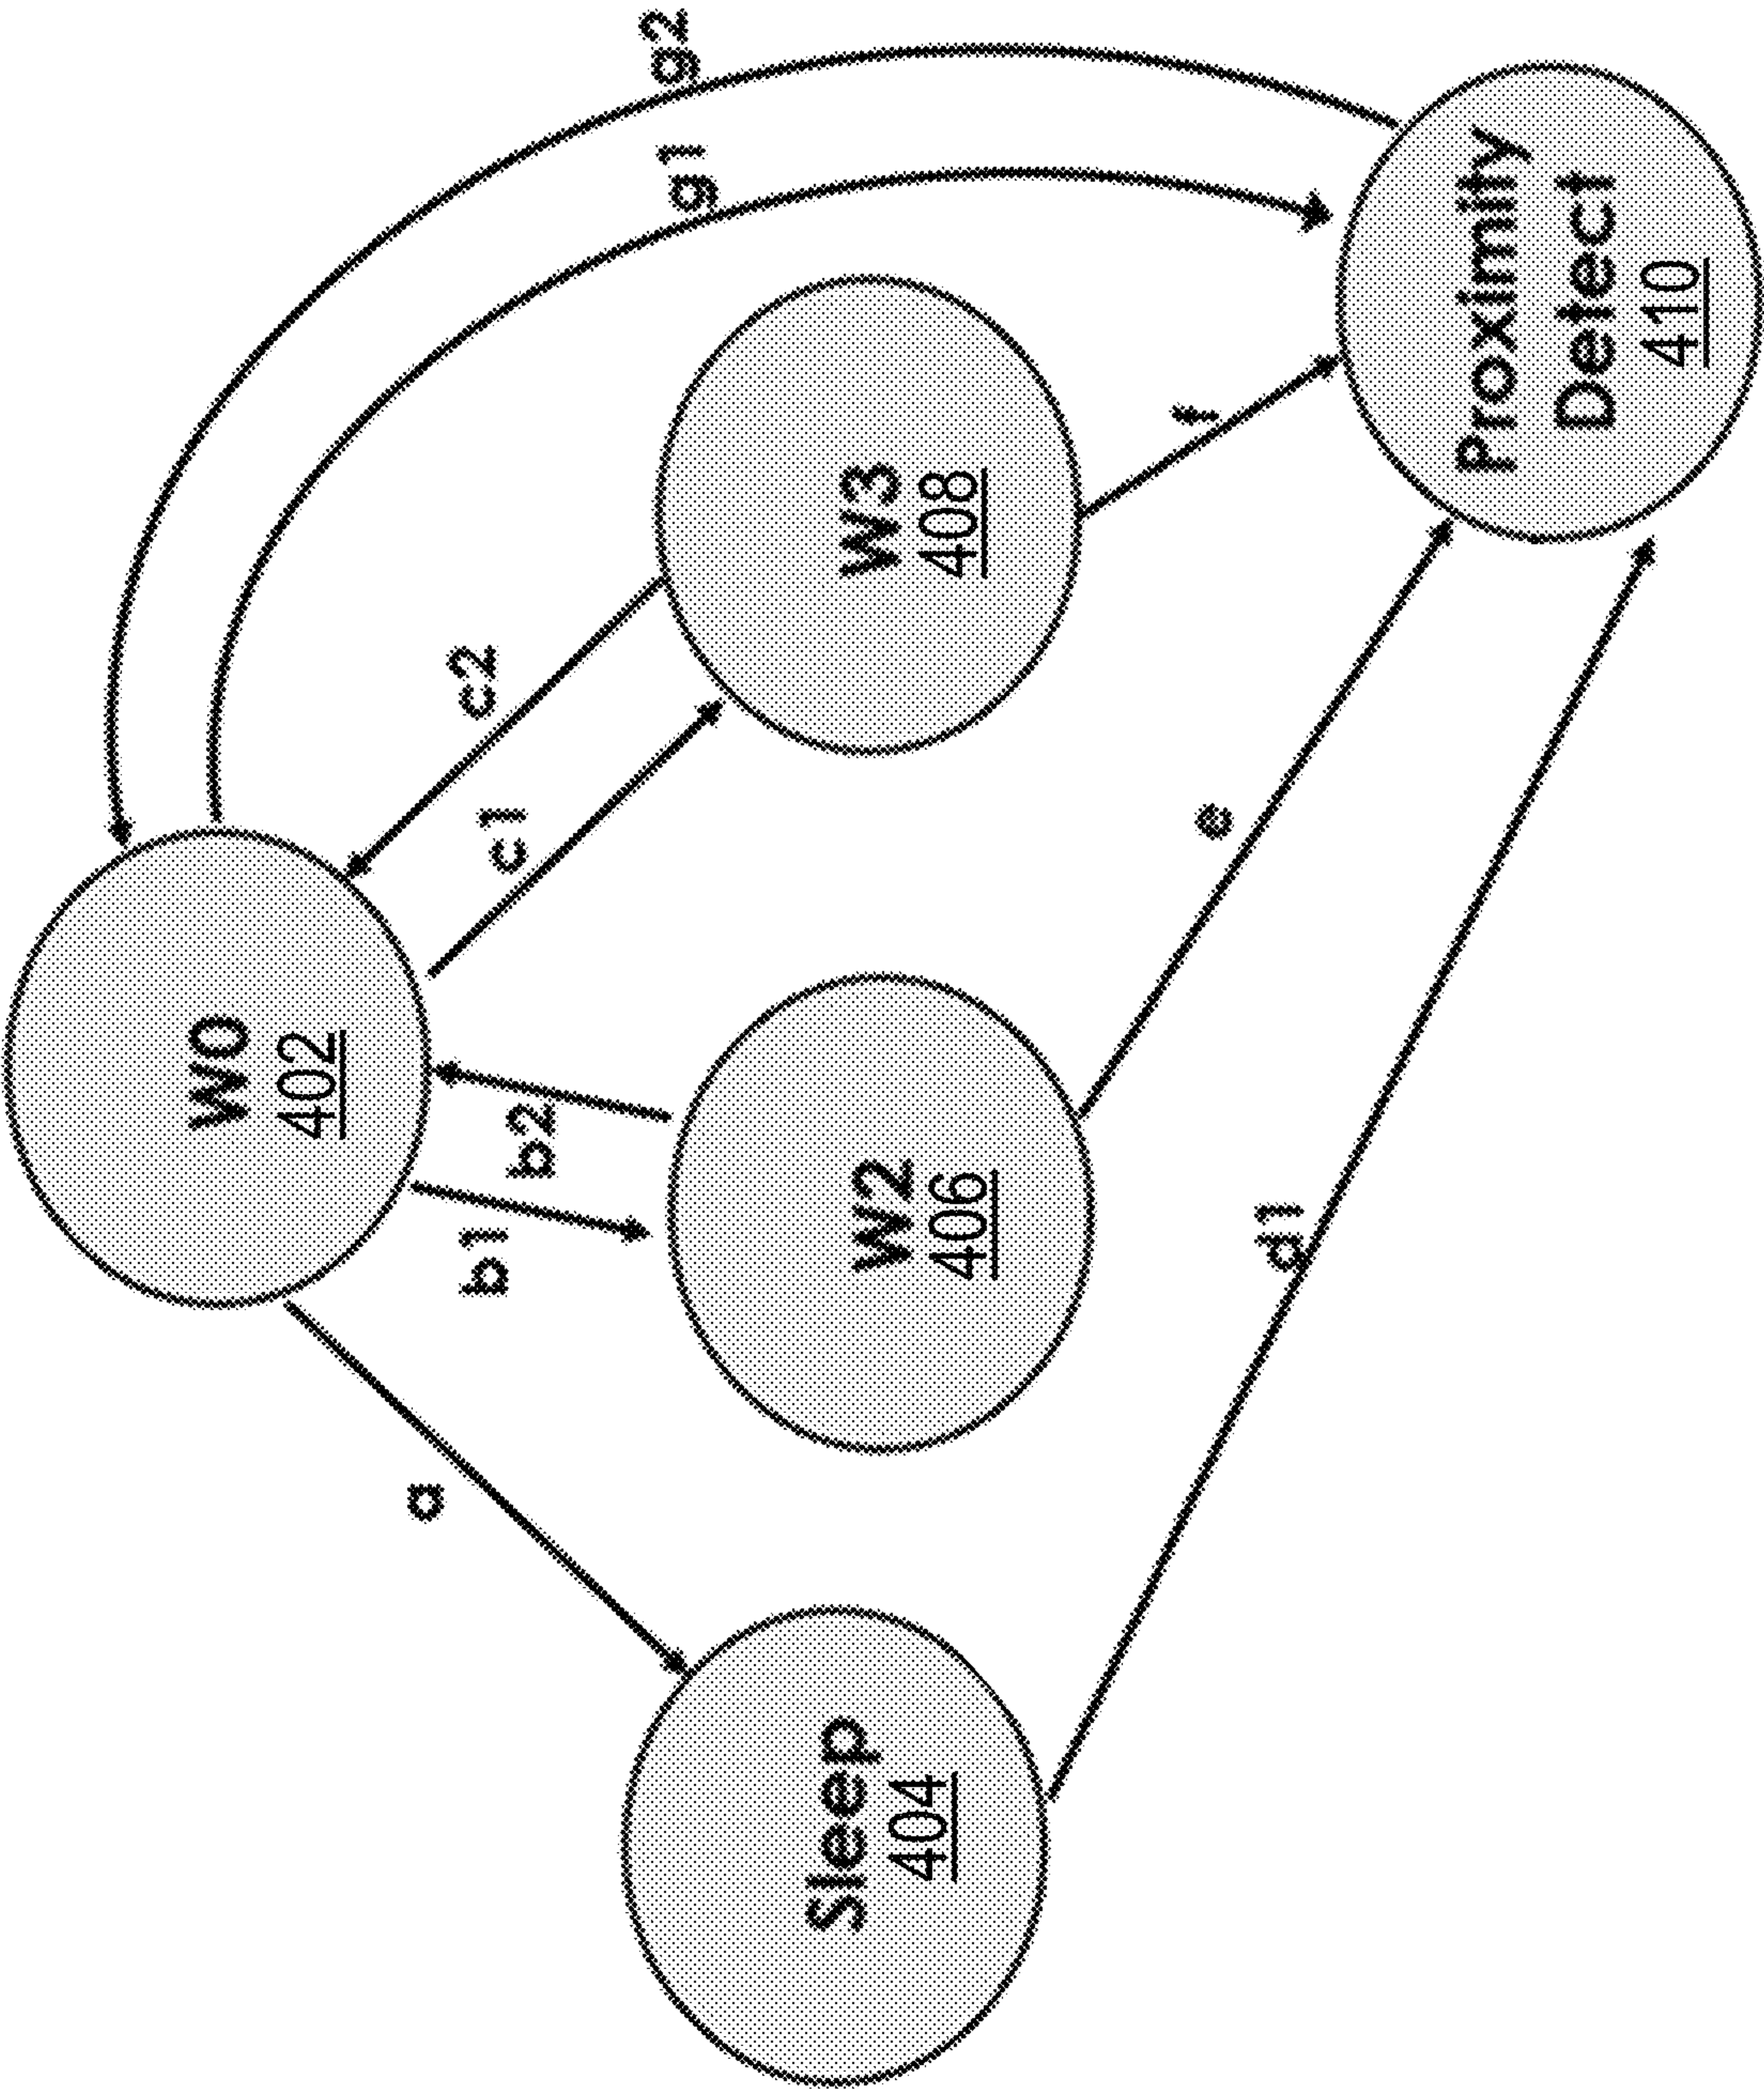 W0
402
Sleep
404
W2
406
W3
408
Proximity
Detect
410
a
b1
b2
c1
c2
d1
e
f
g1
g2